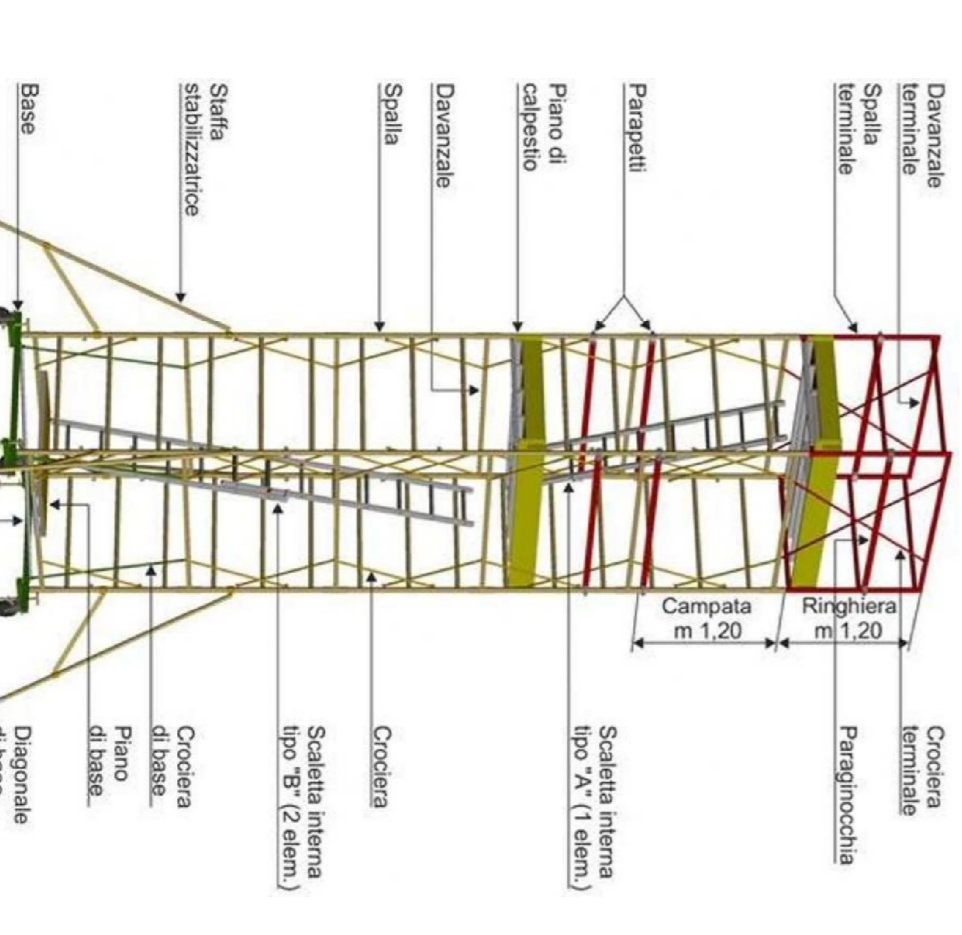 Davanzale
terminale
Spalla
terminale
Parapetti
Piano di
calpestio
Davanzale
Spalla
Staffa
stabilizzatrice
Base
Campata
m 1,20
Ringhiera
m 1,20
Crociera
terminale
Paraginocchia
Scaletta interna
tipo "A" (1 elem.)
Crociera
Scaletta interna
tipo "B" (2 elem.)
Crociera
di base
Piano
di base
Diagonale